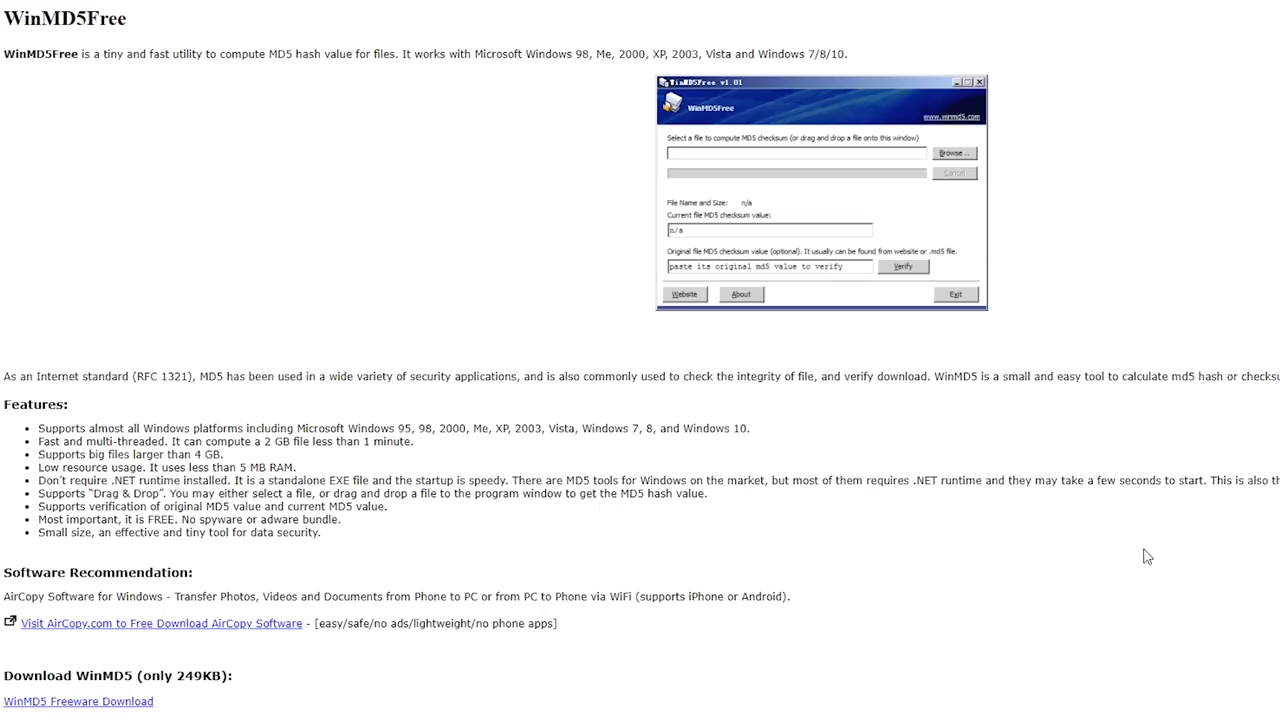 WinMD5Free
WinMD5Free is a tiny and fast utility to compute MD5 hash value for files. It works with Microsoft Windows 98, Me, 2000, XP, 2003, Vista and Windows 7/8/10.
WinMD5Free v1.01
WinMD5Free
www.winmd5.com
Select a file to compute MD5 checksum (or drag and drop a file onto this window)
Browse ...
Cancel
File Name and Size: n/a
Current file MD5 checksum value:
n/a
Original file MD5 checksum value (optional). It usually can be found from website or .md5 file.
paste its original md5 value to verify
Verify
Website About Exit
As an Internet standard (RFC 1321), MD5 has been used in a wide variety of security applications, and is also commonly used to check the integrity of file, and verify download. WinMD5 is a small and easy tool to calculate md5 hash or checksu
Features:
• Supports almost all Windows platforms including Microsoft Windows 95, 98, 2000, Me, XP, 2003, Vista, Windows 7, 8, and Windows 10.
• Fast and multi-threaded. It can compute a 2 GB file less than 1 minute.
• Supports big files larger than 4 GB.
• Low resource usage. It uses less than 5 MB RAM.
• Don't require .NET runtime installed. It is a standalone EXE file and the startup is speedy. There are MD5 tools for Windows on the market, but most of them requires .NET runtime and they may take a few seconds to start. This is also th
• Supports “Drag & Drop”. You may either select a file, or drag and drop a file to the program window to get the MD5 hash value.
• Supports verification of original MD5 value and current MD5 value.
• Most important, it is FREE. No spyware or adware bundle.
• Small size, an effective and tiny tool for data security.
Software Recommendation:
AirCopy Software for Windows - Transfer Photos, Videos and Documents from Phone to PC or from PC to Phone via WiFi (supports iPhone or Android).
Visit AirCopy.com to Free Download AirCopy Software - [easy/safe/no ads/lightweight/no phone apps]
Download WinMD5 (only 249KB):
WinMD5 Freeware Download